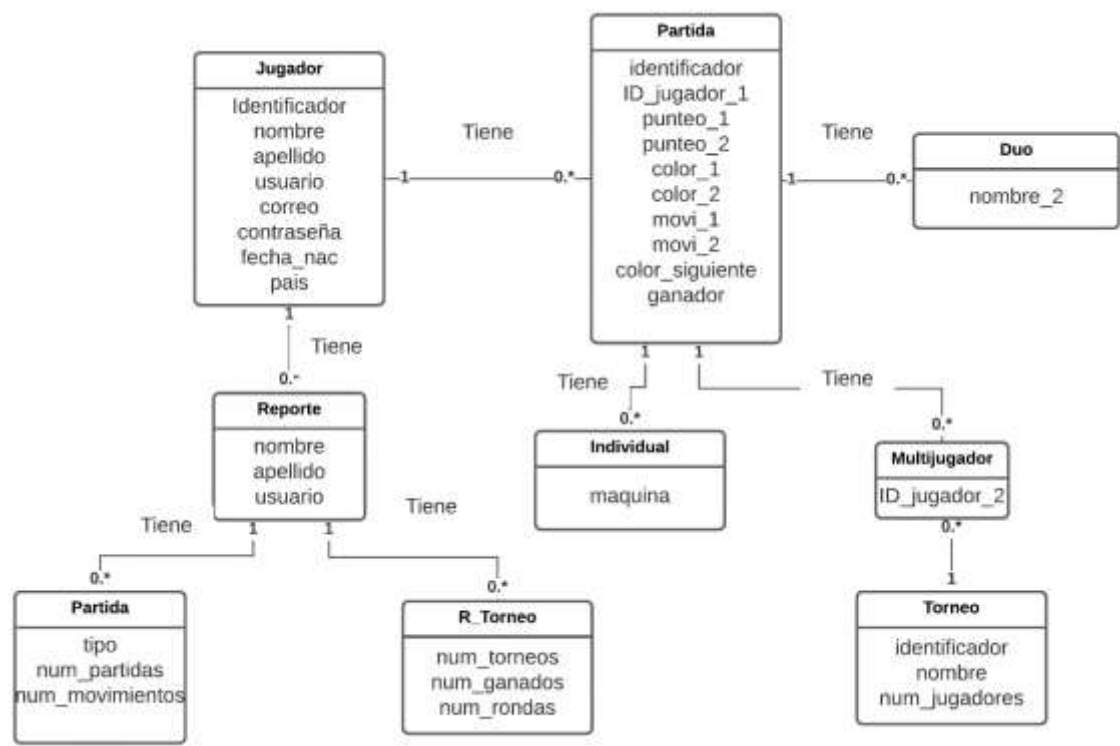 Partida
identificador
ID_jugador_1
punteo_1
punteo_2
color_1
color_2
movi_1
movi_2
color_siguiente
ganador
Jugador
Identificador
nombre
apellido
usuario
correo
contraseña
fecha_nac
pais
Tiene
1
0.*
Tiene
1
0.*
Duo
nombre_2
1
Tiene
0.*
Reporte
nombre
apellido
usuario
1
Tiene
0.*
Individual
maquina
1
Tiene
0.*
Multijugador
ID_jugador_2
0.*
1
Torneo
identificador
nombre
num_jugadores
Tiene
1
0.*
Partida
tipo
num_partidas
num_movimientos
1
Tiene
0.*
R_Torneo
num_torneos
num_ganados
num_rondas